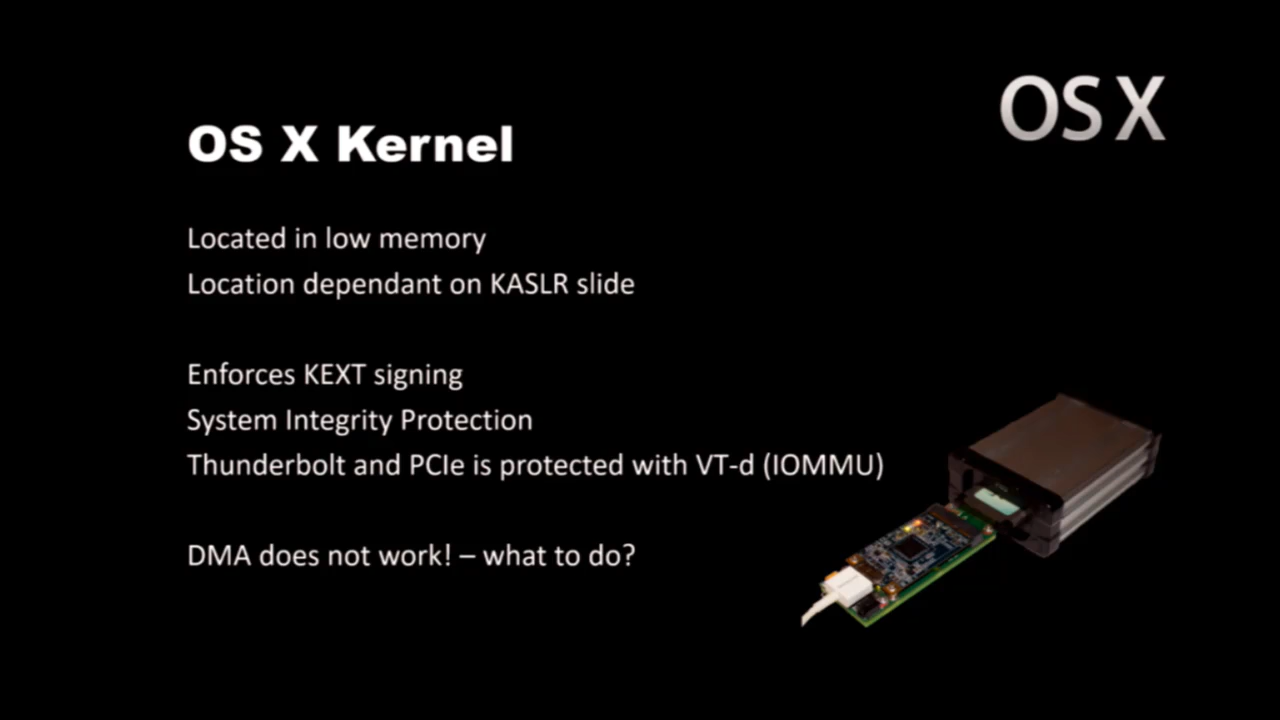 OS X
OS X Kernel
Located in low memory
Location dependant on KASLR slide
Enforces KEXT signing
System Integrity Protection
Thunderbolt and PCIe is protected with VT-d (IOMMU)
DMA does not work! – what to do?